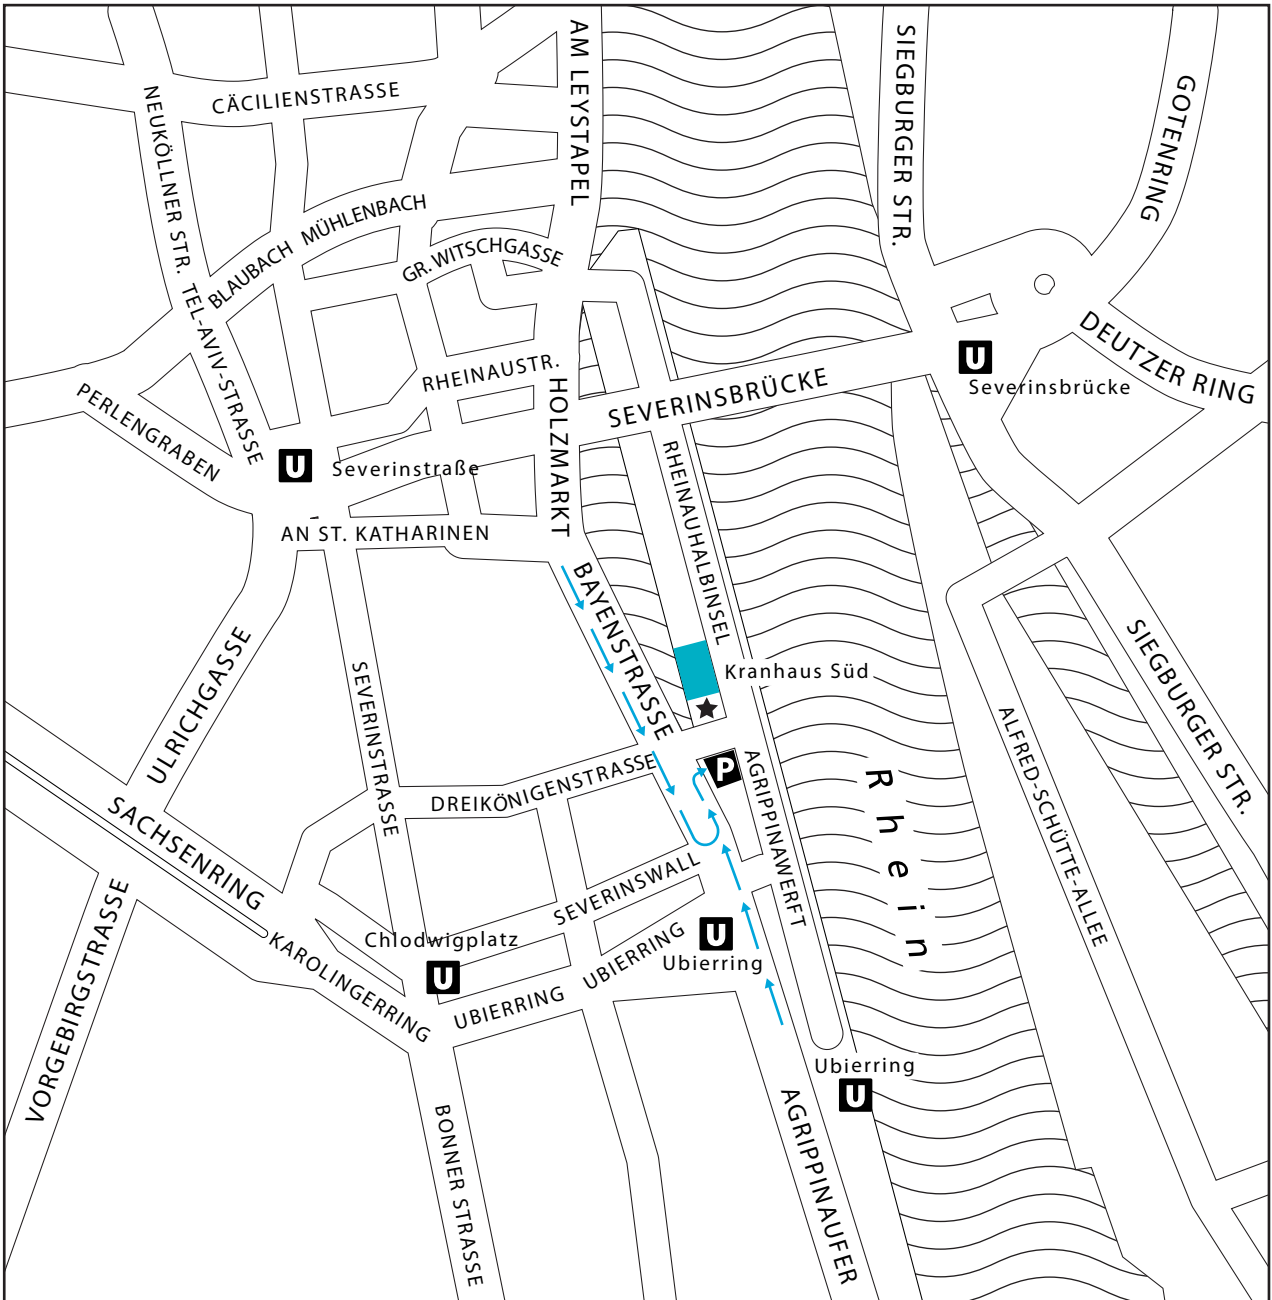 AM LEYSTAPEL
SIEGBURGER STR.
GOTENRING
NEUKÖLLNER STR.
CÄCILIENSTRASSE
BLAUBACH
MÜHLENBACH
GR. WITSCHGASSE
TEL-AVIV-STRASSE
DEUTZER RING
U
Severinsbrücke
RHEINAUSTR.
SEVERINSBRÜCKE
HOLZMARKT
PERLENGRABEN
U
Severinstraße
RHEINAUHALBINSEL
AN ST. KATHARINEN
BAYENSTRASSE
ULRICHGASSE
SEVERINSTRASSE
Kranhaus Süd
SIEGBURGER STR.
ALFRED-SCHÜTTE-ALLEE
P
AGRIPPINAWERFT
Rhein
DREIKÖNIGENSTRASSE
SACHSENRING
SEVERINSWALL
VORGEBIRGSTRASSE
KAROLINGERRING
Chlodwigplatz
U
UBIERRING
UBIERRING
U
Ubierring
Ubierring
U
BONNER STRASSE
AGRIPPINAUFER